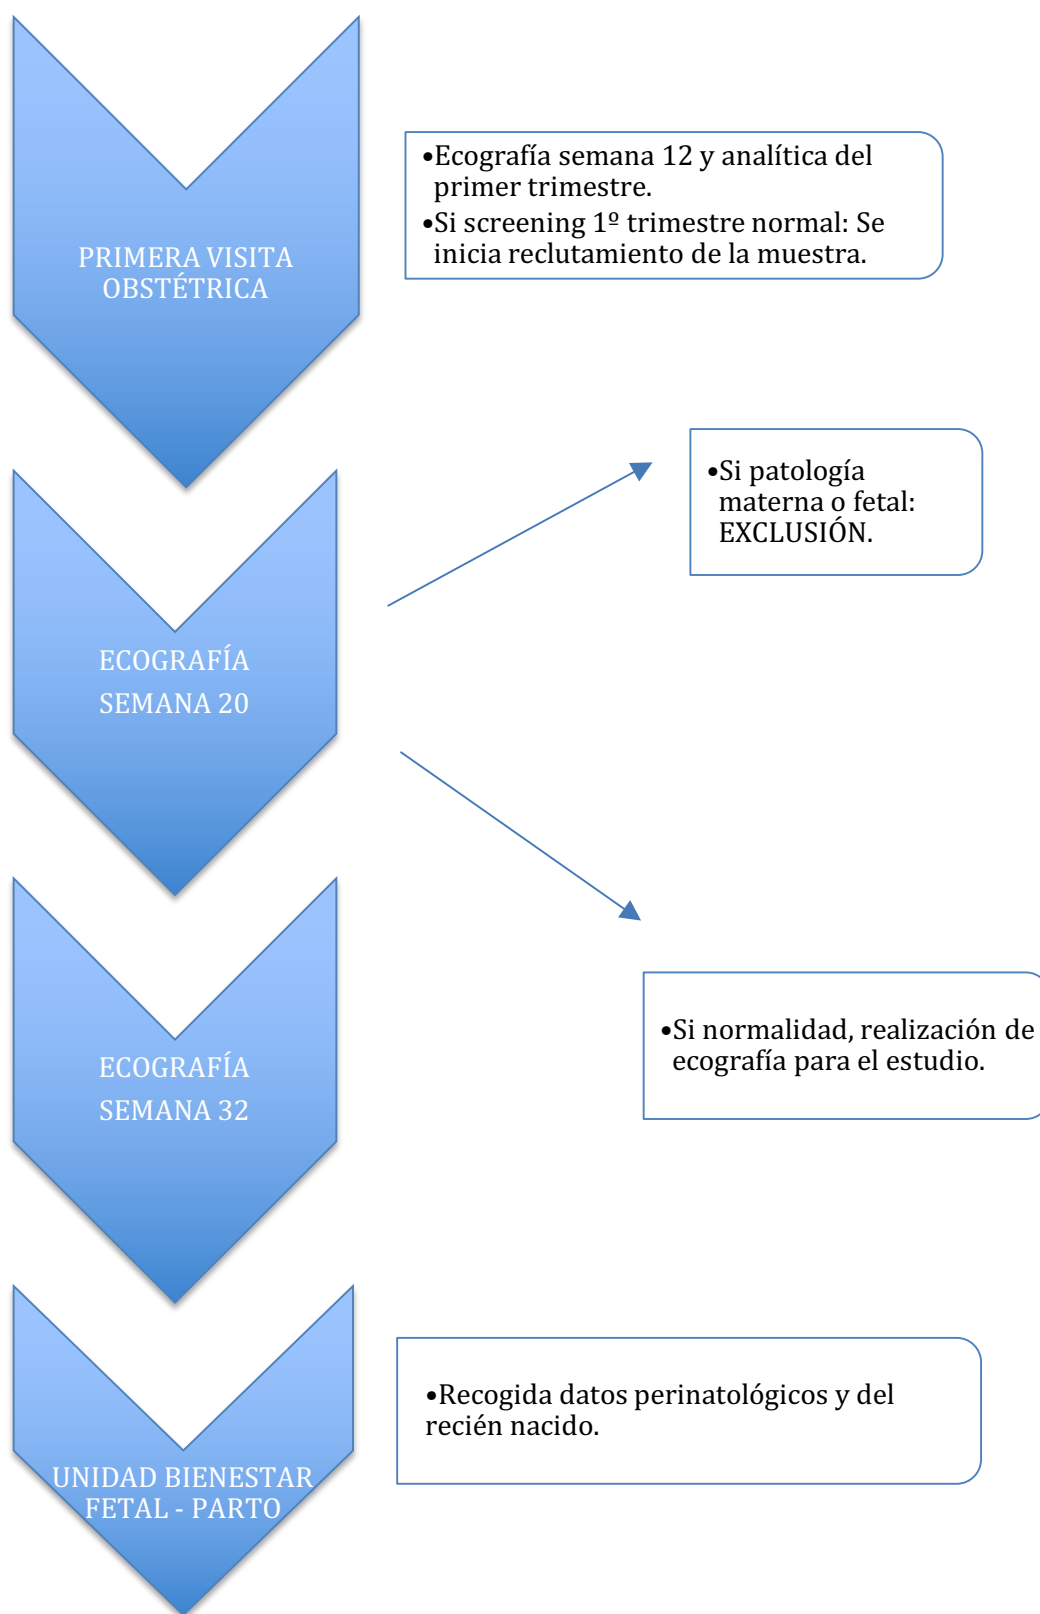 •Ecografía semana 12 y analítica del
primer trimestre.
•Si screening 1º trimestre normal: Se
inicia reclutamiento de la muestra.
PRIMERA VISITA
OBSTÉTRICA
•Si patología
materna o fetal:
EXCLUSIÓN.
ECOGRAFÍA
SEMANA 20
•Si normalidad, realización de
ecografía para el estudio.
ECOGRAFÍA
SEMANA 32
•Recogida datos perinatológicos y del
recién nacido.
UNIDAD BIENESTAR
FETAL - PARTO